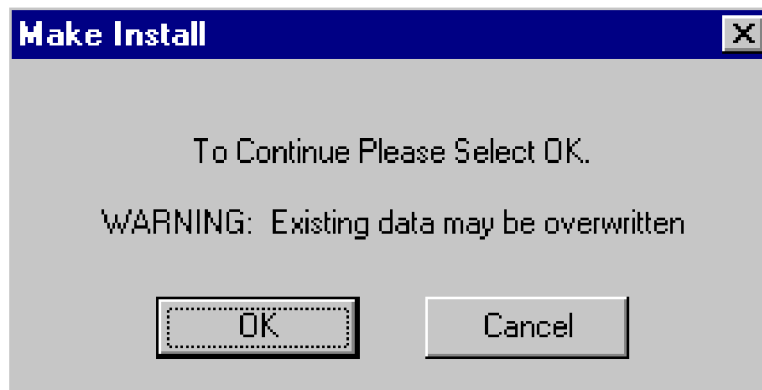 Make Install
To Continue Please Select OK.
WARNING:  Existing data may be overwritten
OK
Cancel